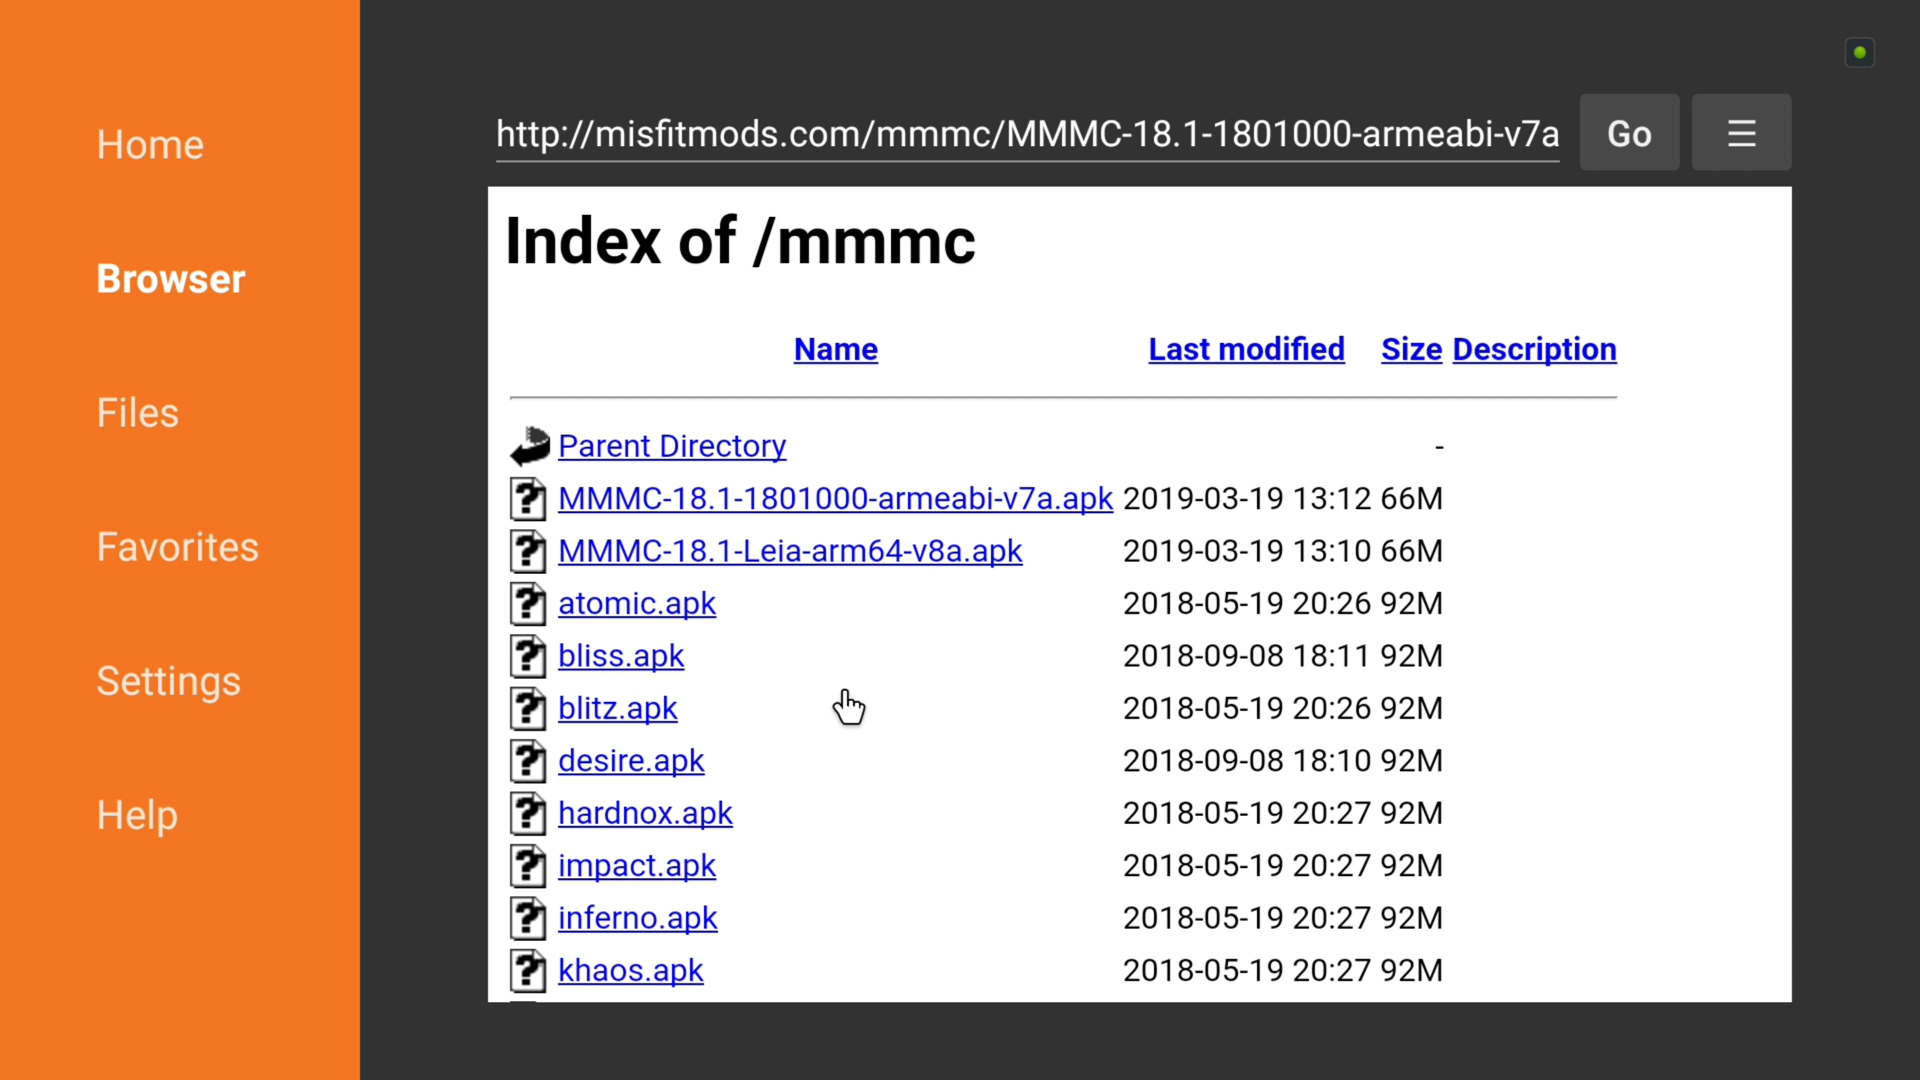 Home
Browser
Files
Favorites
Settings
Help
http://misfitmods.com/mmmc/MMMC-18.1-1801000-armeabi-v7a
Go
Index of /mmmc
Name Last modified Size Description
Parent Directory -
MMMC-18.1-1801000-armeabi-v7a.apk 2019-03-19 13:12 66M
MMMC-18.1-Leia-arm64-v8a.apk 2019-03-19 13:10 66M
atomic.apk 2018-05-19 20:26 92M
bliss.apk 2018-09-08 18:11 92M
blitz.apk 2018-05-19 20:26 92M
desire.apk 2018-09-08 18:10 92M
hardnox.apk 2018-05-19 20:27 92M
impact.apk 2018-05-19 20:27 92M
inferno.apk 2018-05-19 20:27 92M
khaos.apk 2018-05-19 20:27 92M